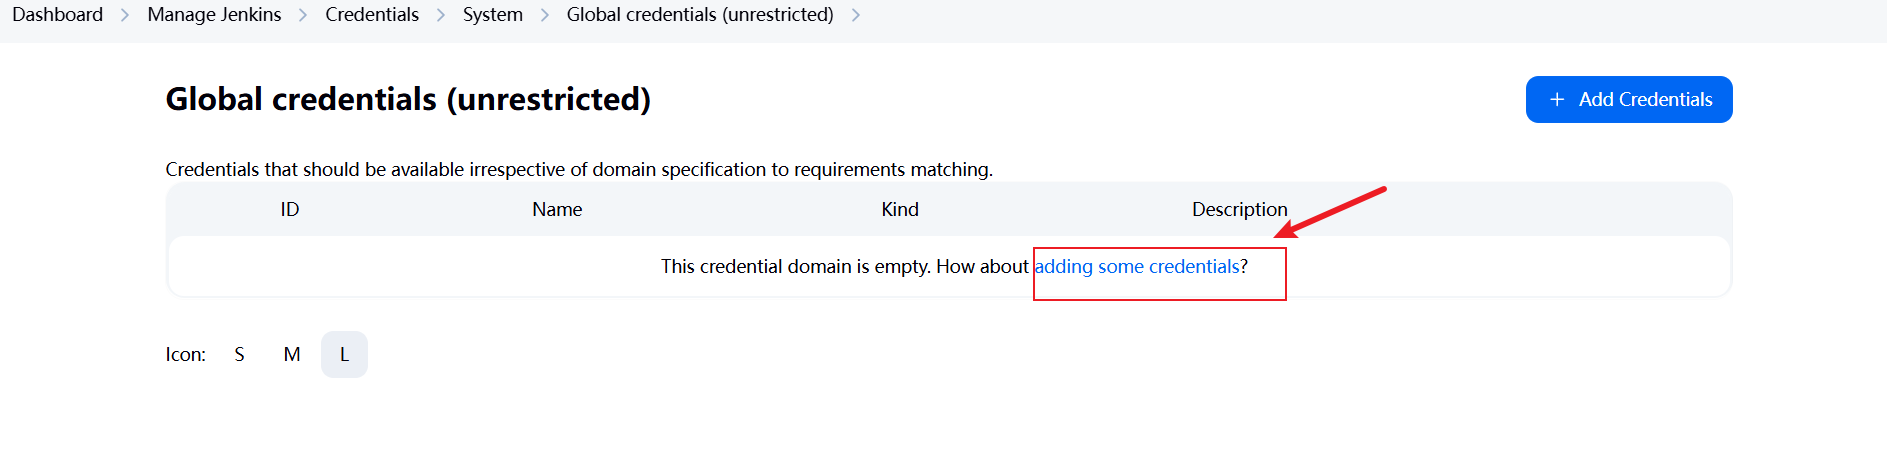 Dashboard > Manage Jenkins > Credentials > System > Global credentials (unrestricted) >
Global credentials (unrestricted)
+ Add Credentials
Credentials that should be available irrespective of domain specification to requirements matching.
ID Name Kind Description
This credential domain is empty. How about adding some credentials?
Icon: S M L